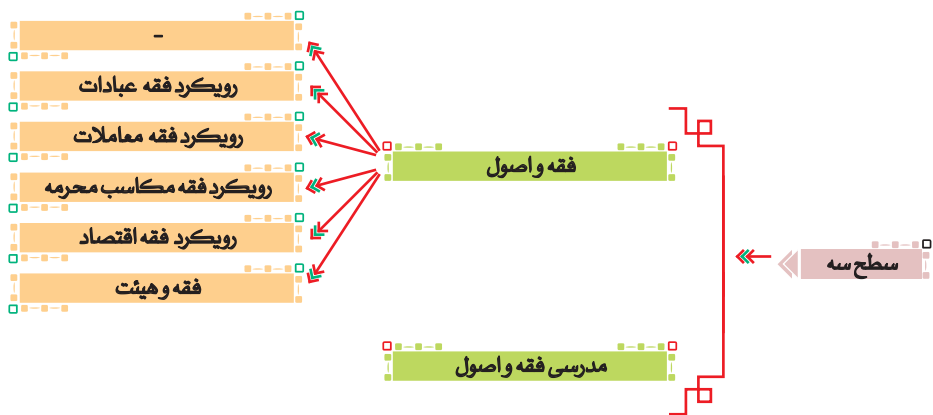 سطح سه
فقه و اصول
-
رویکرد فقه عبادات
رویکرد فقه معاملات
رویکرد فقه مکاسب محرمه
رویکرد فقه اقتصاد
فقه و هیئت
مدرسی فقه و اصول